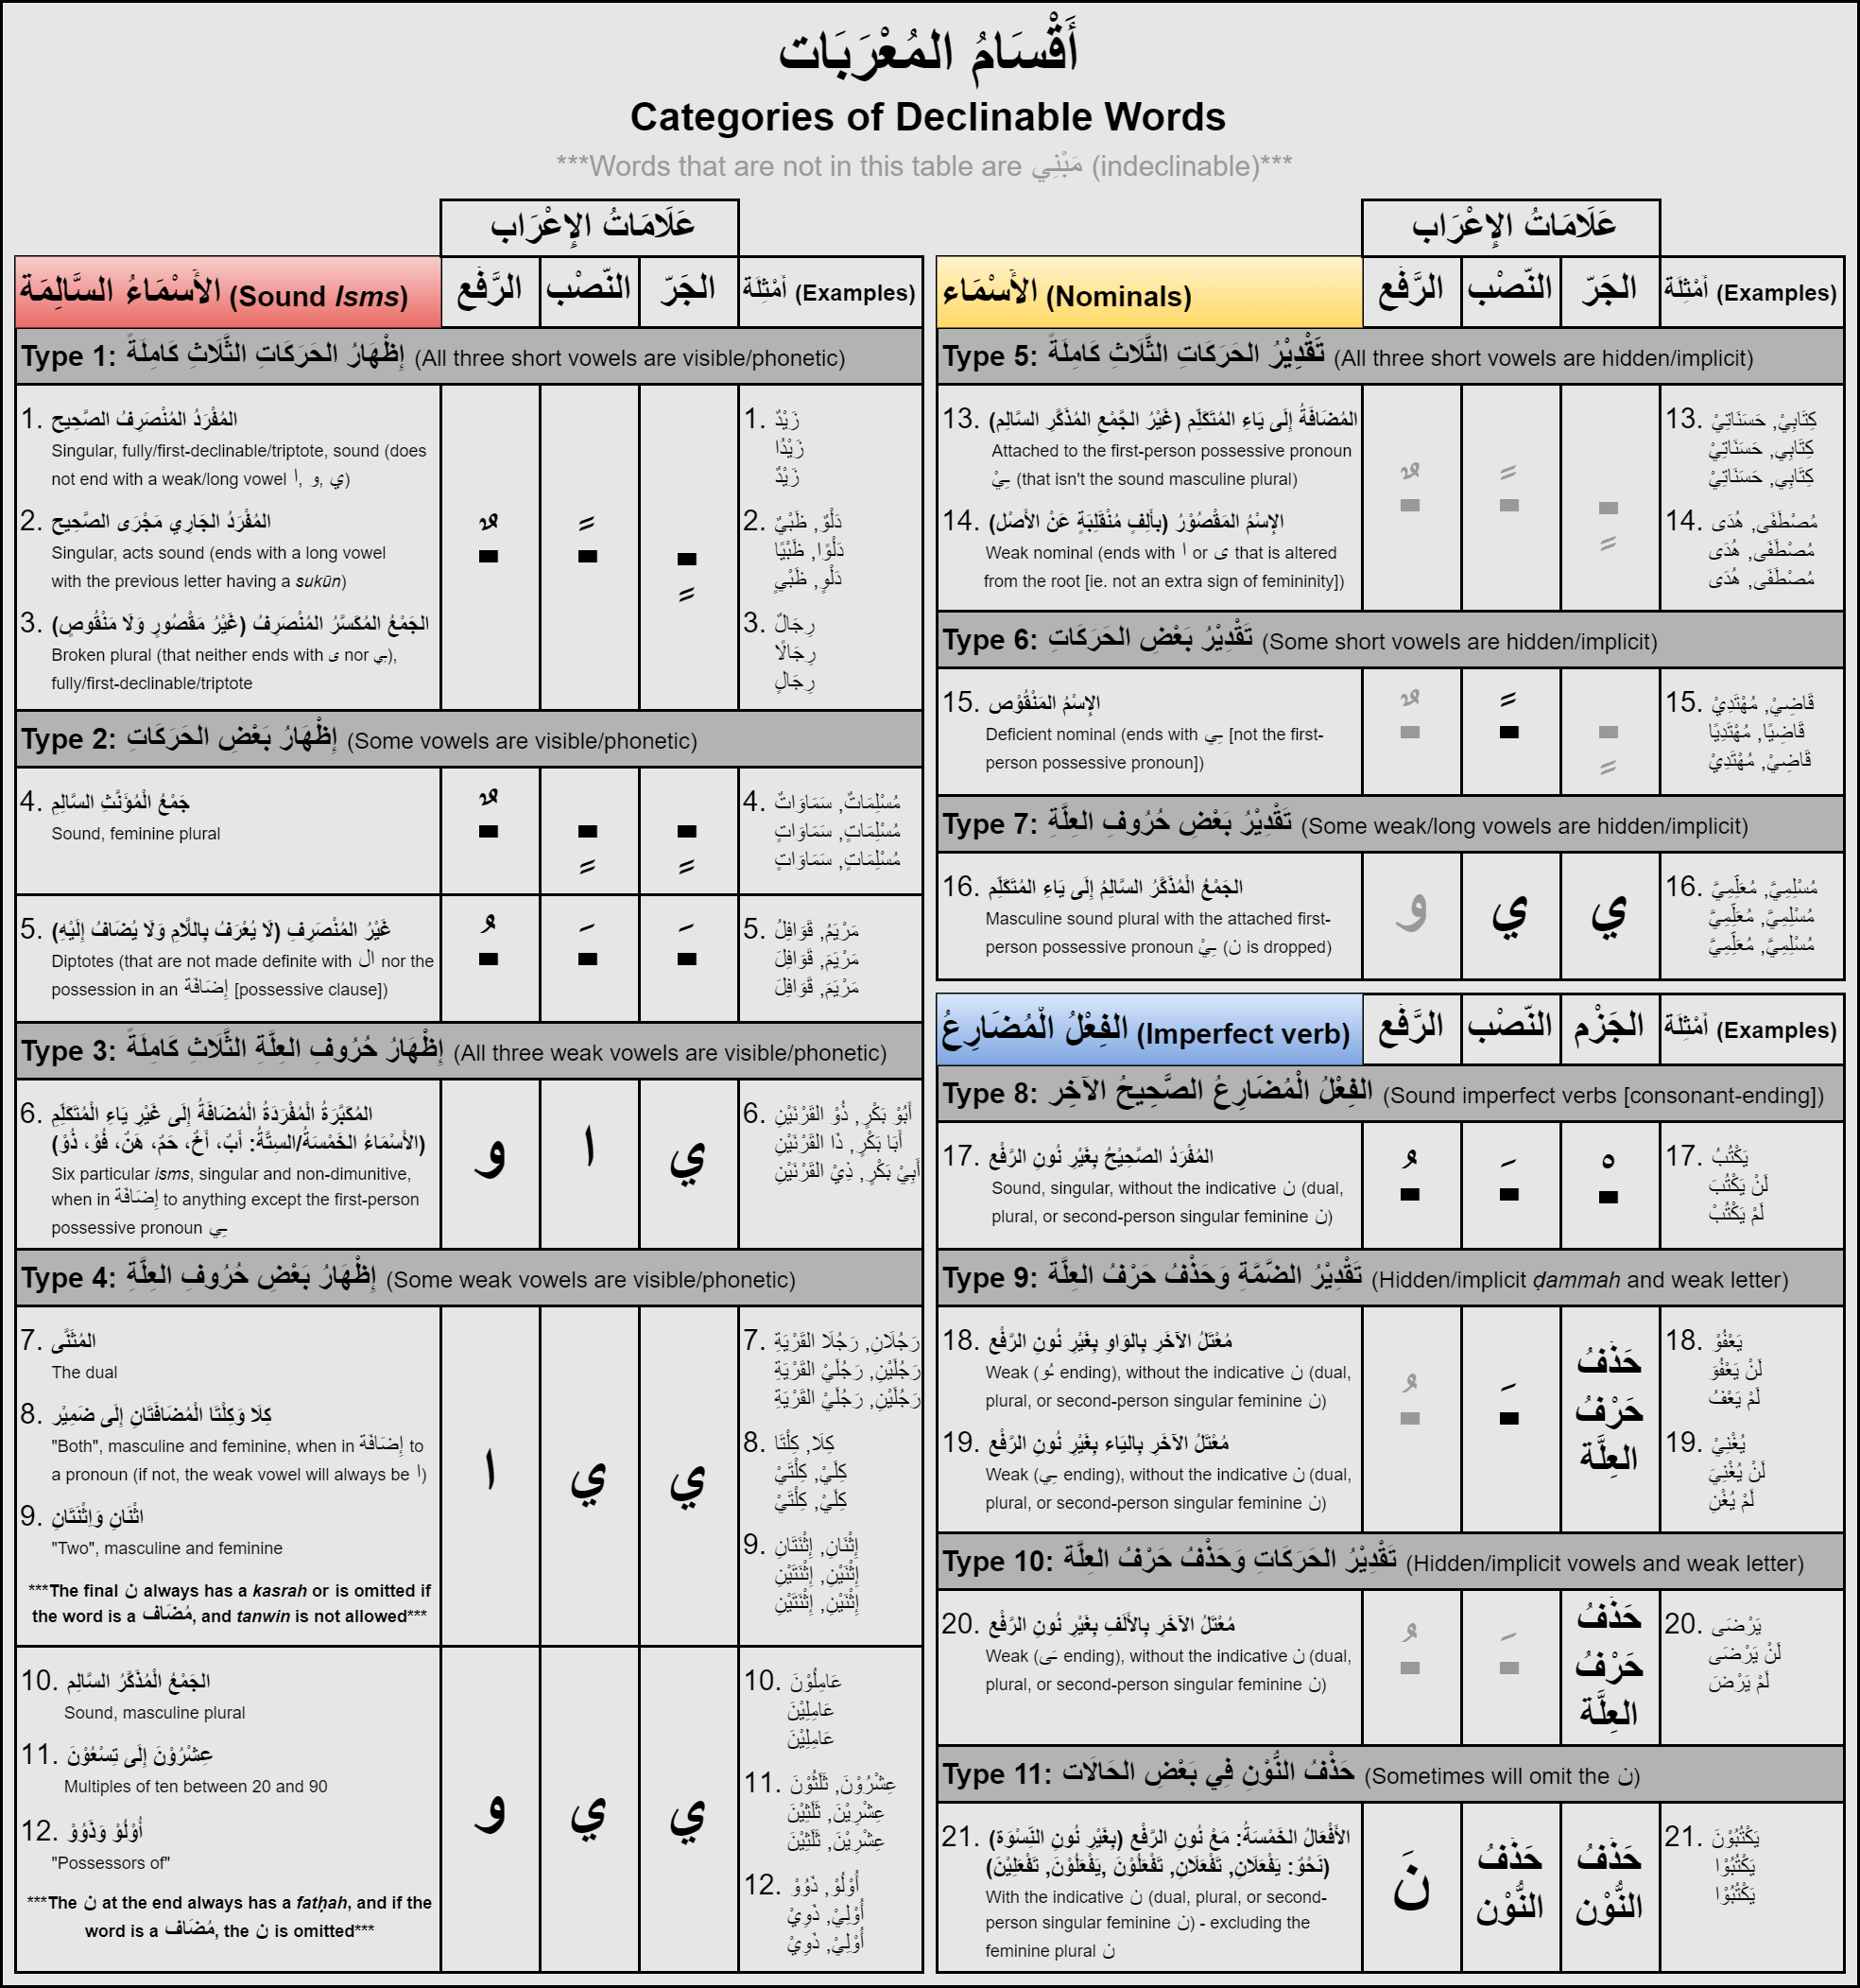 أَقْسَامُ المُعْرَبَات
Categories of Declinable Words
***Words that are not in this table are مَبْنِي (indeclinable)***
عَلَامَاتُ الإِعْرَاب
الأَسْمَاءُ السَّالِمَة (Sound Isms) الرَّفْع النّصْب الجَرّ أَمْثِلَة (Examples)
Type 1: إِظْهَارُ الحَرَكَاتِ الثَّلَاثِ كَامِلَةً (All three short vowels are visible/phonetic)
1. المُفْرَدُ المُنْصَرِفُ الصَّحِيح
Singular, fully/first-declinable/triptote, sound (does
not end with a weak/long vowel ي ,و ,ا)
2. المُفْرَدُ الجَارِي مَجْرَى الصَّحِيح
Singular, acts sound (ends with a long vowel
with the previous letter having a sukūn)
3. الجَمْعُ المُكَسَّرُ المُنْصَرِفُ (غَيْرُ مَقْصُورٍ وَلَا مَنْقُوصٍ)
Broken plural (that neither ends with ى nor ـِي),
fully/first-declinable/triptote
1. زَيْدٌ
زَيْدًا
زَيْدٌ
2. دَلْوٌ, ظَبْيٌ
دَلْوًا, ظَبْيًا
دَلْوٍ, ظَبْيٍ
3. رِجَالٌ
رِجَالًا
رِجَالٍ
Type 2: إِظْهَارُ بَعْضِ الحَرَكَاتِ (Some vowels are visible/phonetic)
4. جَمْعُ الْمُؤَنَّثِ السَّالِمِ
Sound, feminine plural
4. مُسْلِمَاتٌ, سَمَاوَاتٌ
مُسْلِمَاتٍ, سَمَاوَاتٍ
مُسْلِمَاتٍ, سَمَاوَاتٍ
5. غَيْرُ المُنْصَرِفِ (لَا يُعْرَفُ بِاللَّامِ وَلَا يُضَافُ إِلَيْهِ)
Diptotes (that are not made definite with ال nor the
possession in an إِضَافَة [possessive clause])
5. مَرْيَمُ, قَوَافِلُ
مَرْيَمَ, قَوَافِلَ
مَرْيَمَ, قَوَافِلَ
Type 3: إِظْهَارُ حُرُوفِ العِلَّةِ الثَّلَاثِ كَامِلَةً (All three weak vowels are visible/phonetic)
6. المُكَبَّرَةُ الْمُفْرَدَةُ الْمُضَافَةُ إِلَى غَيْرِ يَاءِ الْمُتَكَلِّمِ
(الأَسْمَاءُ الخَمْسَةُ/السِتَّةُ: أَبٌ، أَخٌ، حَمٌ، هَنٌ، فُوْ، ذُوْ)
Six particular isms, singular and non-dimunitive,
when in إِضَافَة to anything except the first-person
possessive pronoun ـِي
و ا ي
6. أَبُوْ بَكْرٍ, ذُوْ القَرْنَيْنِ
أَبَا بَكْرٍ, ذَا القَرْنَيْنِ
أَبِيْ بَكْرٍ, ذِيْ القَرْنَيْنِ
Type 4: إِظْهَارُ بَعْضِ حُرُوفِ العِلَّةِ (Some weak vowels are visible/phonetic)
7. المُثَنَّى
The dual
8. كِلَا وَكِلْتَا الْمُضَافَتَانِ إِلَى ضَمِيْر
"Both", masculine and feminine, when in إِضَافَة to
a pronoun (if not, the weak vowel will always be ا)
9. اثْنَانِ وَاِثْنَتَانِ
"Two", masculine and feminine
***The final ن always has a kasrah or is omitted if
the word is a مُضَاف, and tanwin is not allowed***
ا ي ي
7. رَجُلَانِ, رَجُلَا القَرْيَةِ
رَجُلَيْنِ, رَجُلَيْ القَرْيَةِ
رَجُلَيْنِ, رَجُلَيْ القَرْيَةِ
8. كِلَا, كِلْتَا
كِلَيْ, كِلْتَيْ
كِلَيْ, كِلْتَيْ
9. إِثْنَانِ, إِثْنَتَانِ
إِثْنَيْنِ, إِثْنَتَيْنِ
إِثْنَيْنِ, إِثْنَتَيْنِ
10. الجَمْعُ الْمُذَكَّرُ السَّالِم
Sound, masculine plural
11. عِشْرُوْنَ إِلَى تِسْعُوْنَ
Multiples of ten between 20 and 90
12. أُوْلُوْ وَذَوُوْ
"Possessors of"
***The ن at the end always has a fatḥah, and if the
word is a مُضَاف, the ن is omitted***
و ي ي
10. عَامِلُوْنَ
عَامِلِيْنَ
عَامِلِيْنَ
11. عِشْرُوْنَ, ثَلَثُوْنَ
عِشْرِيْنَ, ثَلَثِيْنَ
عِشْرِيْنَ, ثَلَثِيْنَ
12. أُوْلُوْ, ذَوُوْ
أُوْلِيْ, ذَوِيْ
أُوْلِيْ, ذَوِيْ
عَلَامَاتُ الإِعْرَاب
الأَسْمَاء (Nominals) الرَّفْع النّصْب الجَرّ أَمْثِلَة (Examples)
Type 5: تَقْدِيْرُ الحَرَكَاتِ الثَّلَاثِ كَامِلَةً (All three short vowels are hidden/implicit)
13. المُضَافَةُ إِلَى يَاءِ المُتَكَلِّم (غَيْرُ الجَّمْعِ المُذَكَّرِ السَّالِم)
Attached to the first-person possessive pronoun
ـِيْ (that isn't the sound masculine plural)
14. الإِسْمُ المَقْصُوْرُ (بِأَلِفٍ مُنْقَلِبَةٍ عَنْ الأَصْل)
Weak nominal (ends with ا or ى that is altered
from the root [ie. not an extra sign of femininity])
13. كِتَابِيْ, حَسَنَاتِيْ
كِتَابِي, حَسَنَاتِيْ
كِتَابِي, حَسَنَاتِيْ
14. مُصْطَفَى, هُدَى
مُصْطَفَى, هُدَى
مُصْطَفَى, هُدَى
Type 6: تَقْدِيْرُ بَعْضِ الحَرَكَاتِ (Some short vowels are hidden/implicit)
15. الإِسْمُ المَنْقُوْص
Deficient nominal (ends with ـِي [not the first-
person possessive pronoun])
15. قَاضِيْ, مُهْتَدِيْ
قَاضِيًا, مُهْتَدِيًا
قَاضِيْ, مُهْتَدِيْ
Type 7: تَقْدِيْرُ بَعْضِ حُرُوفِ العِلَّةِ (Some weak/long vowels are hidden/implicit)
16. الجَمْعُ الْمُذَكَّرُ السَّالِمُ إِلَى يَاءِ المُتَكَلِّم
Masculine sound plural with the attached first-
person possessive pronoun ـِيْ (ن is dropped)
و ي ي
16. مُسْلِمِيَّ, مُعَلِّمِيَّ
مُسْلِمِيَّ, مُعَلِّمِيَّ
مُسْلِمِيَّ, مُعَلِّمِيَّ
الفِعْلُ الْمُضَارِعُ (Imperfect verb) الرَّفْع النّصْب الجَزْم أَمْثِلَة (Examples)
Type 8: الفِعْلُ الْمُضَارِعُ الصَّحِيحُ الآخِر (Sound imperfect verbs [consonant-ending])
17. المُفْرَدُ الصَّحِيْحُ بِغَيْرِ نُونِ الرَّفْع
Sound, singular, without the indicative ن (dual,
plural, or second-person singular feminine ن)
17. يَكْتُبُ
لَنْ يَكْتُبَ
لَمْ يَكْتُبْ
Type 9: تَقْدِيْرُ الضَّمَّةِ وَحَذْفُ حَرْفُ العِلَّة (Hidden/implicit ḍammah and weak letter)
18. مُعْتَلُ الآخَرِ بِالوَاوِ بِغَيْرِ نُونِ الرَّفْع
Weak (ـُو ending), without the indicative ن (dual,
plural, or second-person singular feminine ن)
19. مُعْتَلُ الآخَرِ بِاليَاءِ بِغَيْرِ نُونِ الرَّفْع
Weak (ـِي ending), without the indicative ن (dual,
plural, or second-person singular feminine ن)
حَذْفُ
حَرْفُ
العِلَّة
18. يَعْفُوْ
لَنْ يَعْفُوَ
لَمْ يَعْفُ
19. يُغْنِيْ
لَنْ يُغْنِيَ
لَمْ يُغْنِ
Type 10: تَقْدِيْرُ الحَرَكَاتِ وَحَذْفُ حَرْفُ العِلَّة (Hidden/implicit vowels and weak letter)
20. مُعْتَلُ الآخَرِ بِالأَلَفِ بِغَيْرِ نُونِ الرَّفْع
Weak (ـَى ending), without the indicative ن (dual,
plural, or second-person singular feminine ن)
حَذْفُ
حَرْفُ
العِلَّة
20. يَرْضَى
لَنْ يَرْضَى
لَمْ يَرْضَ
Type 11: حَذْفُ النُّوْنِ فِي بَعْضِ الحَالَات (Sometimes will omit the ن)
21. الأَفْعَالُ الخَمْسَةُ: مَعْ نُونِ الرَّفْع (بِغَيْرِ نُونِ النِّسْوَة)
(نَحْوُ: يَفْعَلَانِ, تَفْعَلَانِ, تَفْعَلُوْنَ ,يَفْعَلُوْنَ, تَفْعَلِيْنَ)
With the indicative ن (dual, plural, or second-
person singular feminine ن) - excluding the
feminine plural ن
نَ
حَذْفُ
النُّوْن
حَذْفُ
النُّوْن
21. يَكْتُبُوْنَ
يَكْتُبُوْا
يَكْتُبُوْا